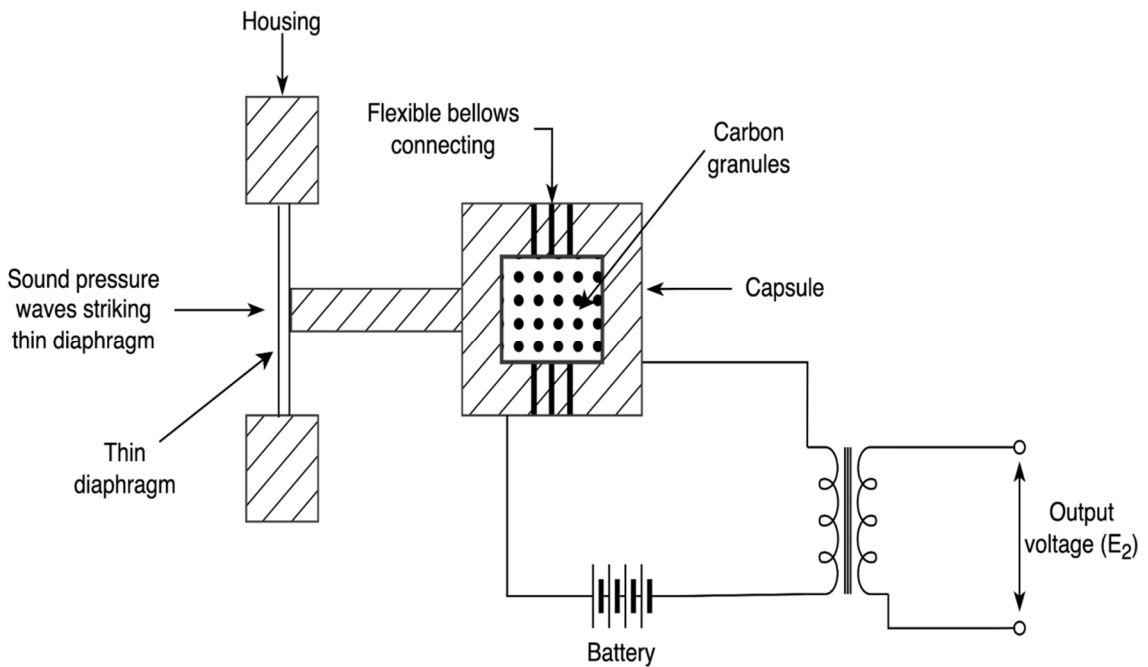 Housing
Flexible bellows
connecting
Carbon
granules
Sound pressure
waves striking
thin diaphragm
Capsule
Thin
diaphragm
Output
voltage (E₂)
Battery